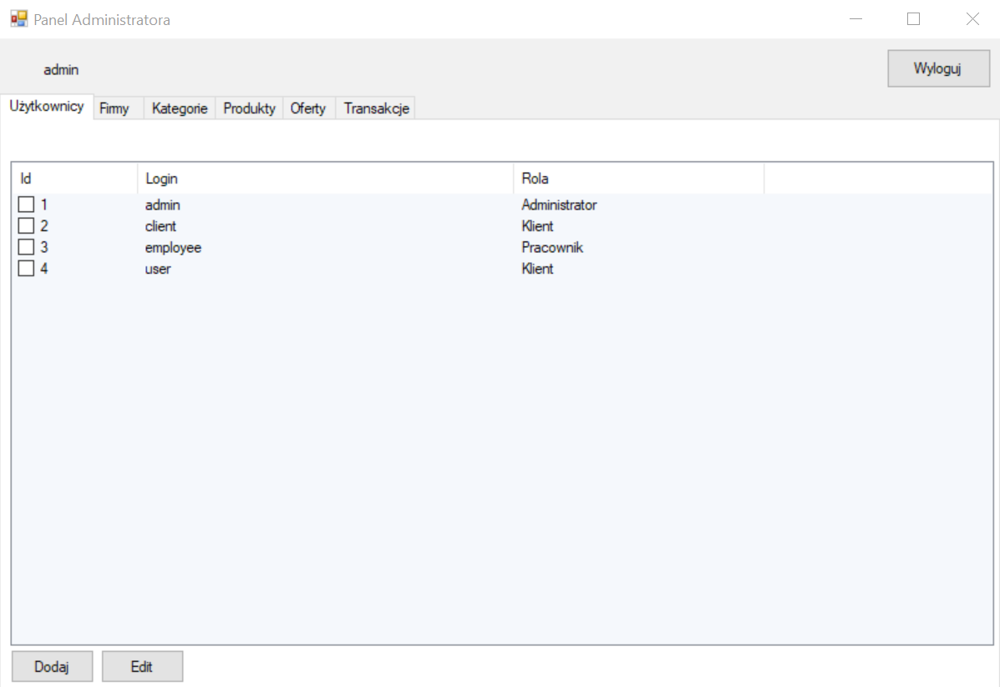 Panel Administratora
admin
Wyloguj
Użytkownicy Firmy Kategorie Produkty Oferty Transakcje
Id Login Rola
1 admin Administrator
2 client Klient
3 employee Pracownik
4 user Klient
Dodaj Edit